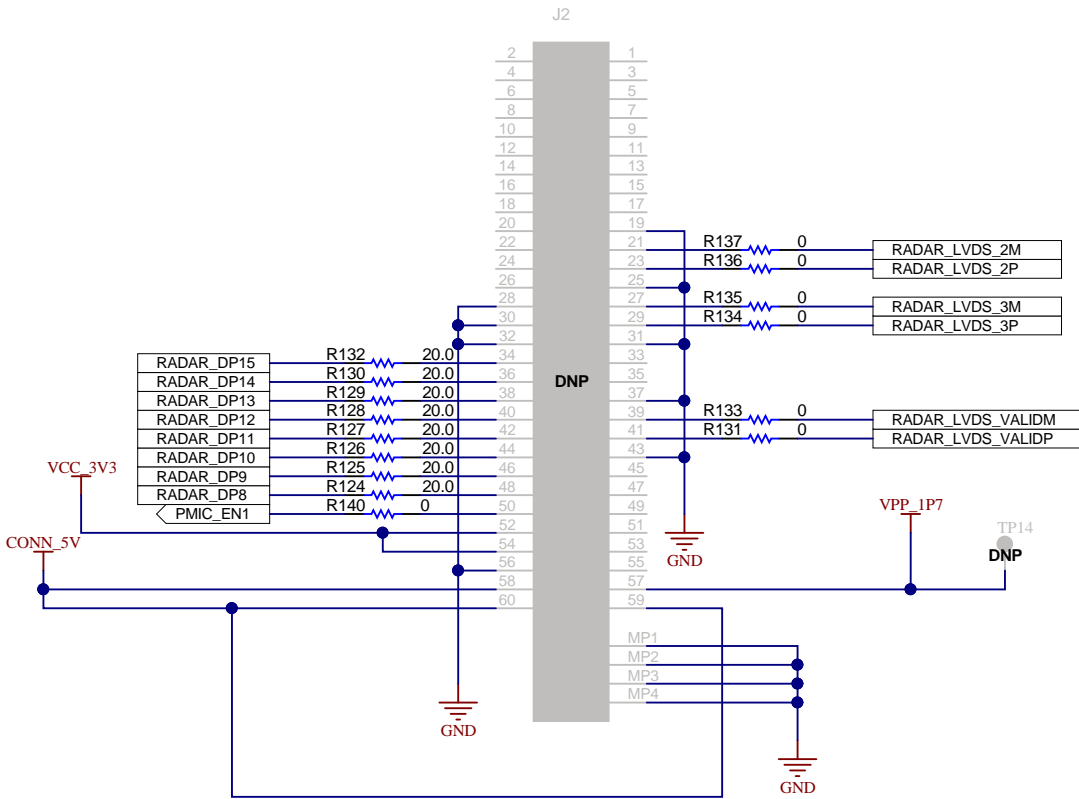 J2
2 1
4 3
6 5
8 7
10 9
12 11
14 13
16 15
18 17
20 19
22 21 R137 0 RADAR_LVDS_2M
24 23 R136 0 RADAR_LVDS_2P
26 25
28 27 R135 0 RADAR_LVDS_3M
30 29 R134 0 RADAR_LVDS_3P
32 31
RADAR_DP15 R132 20.0 34 33
RADAR_DP14 R130 20.0 36 35
DNP
RADAR_DP13 R129 20.0 38 37
RADAR_DP12 R128 20.0 40 39 R133 0 RADAR_LVDS_VALIDM
RADAR_DP11 R127 20.0 42 41 R131 0 RADAR_LVDS_VALIDP
RADAR_DP10 R126 20.0 44 43
VCC_3V3 RADAR_DP9 R125 20.0 46 45
RADAR_DP8 R124 20.0 48 47
PMIC_EN1 R140 0 50 49 VPP_1P7
52 51 TP14
CONN_5V 54 53 DNP
56 55 GND
58 57
60 59
MP1
MP2
MP3
MP4
GND
GND